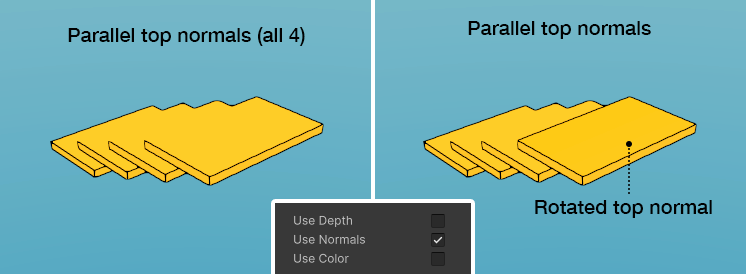 Parallel top normals (all 4)
Parallel top normals
Rotated top normal
Use Depth
Use Normals
Use Color